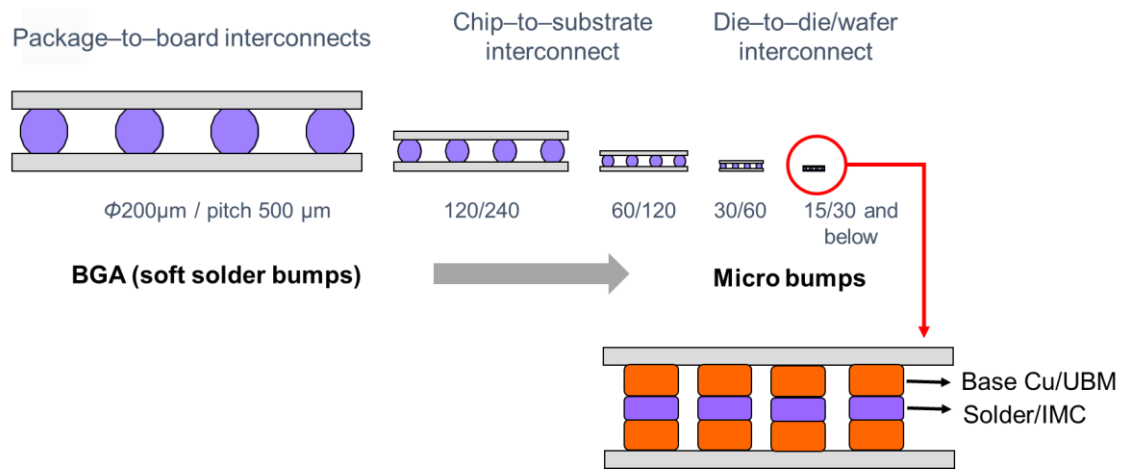 Package–to–board interconnects
Chip–to–substrate
interconnect
Die–to–die/wafer
interconnect
Φ200µm / pitch 500 µm
120/240
60/120
30/60
15/30 and
below
BGA (soft solder bumps)
Micro bumps
Base Cu/UBM
Solder/IMC